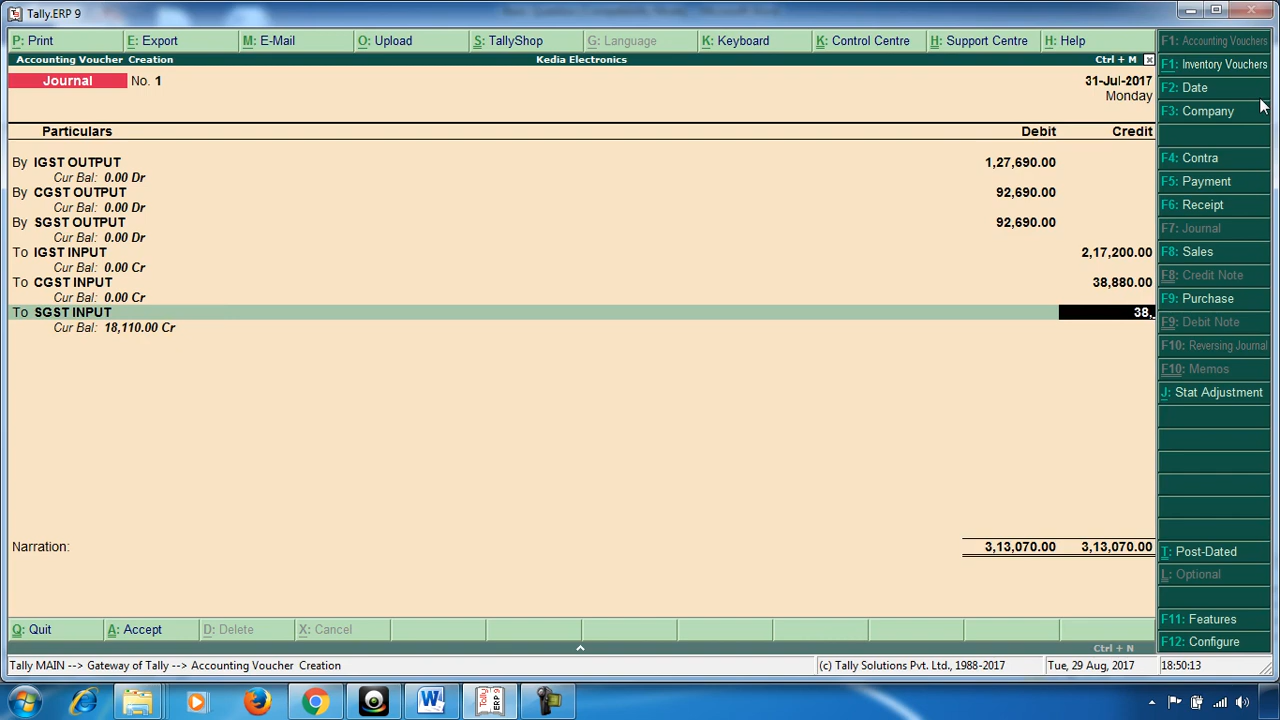 Tally.ERP 9
P: Print E: Export M: E-Mail O: Upload S: TallyShop G: Language K: Keyboard K: Control Centre H: Support Centre H: Help
Accounting Voucher Creation Kedia Electronics Ctrl + M
Journal No. 1 31-Jul-2017
Monday
Particulars Debit Credit
By IGST OUTPUT 1,27,690.00
Cur Bal: 0.00 Dr
By CGST OUTPUT 92,690.00
Cur Bal: 0.00 Dr
By SGST OUTPUT 92,690.00
Cur Bal: 0.00 Dr
To IGST INPUT 2,17,200.00
Cur Bal: 0.00 Cr
To CGST INPUT 38,880.00
Cur Bal: 0.00 Cr
To SGST INPUT 38,
Cur Bal: 18,110.00 Cr
Narration: 3,13,070.00 3,13,070.00
F1: Accounting Vouchers
F1: Inventory Vouchers
F2: Date
F3: Company
F4: Contra
F5: Payment
F6: Receipt
F7: Journal
F8: Sales
F8: Credit Note
F9: Purchase
F9: Debit Note
F10: Reversing Journal
F10: Memos
J: Stat Adjustment
T: Post-Dated
L: Optional
F11: Features
F12: Configure
Q: Quit A: Accept D: Delete X: Cancel
Ctrl + N
Tally MAIN --> Gateway of Tally --> Accounting Voucher Creation (c) Tally Solutions Pvt. Ltd., 1988-2017 Tue, 29 Aug, 2017 18:50:13